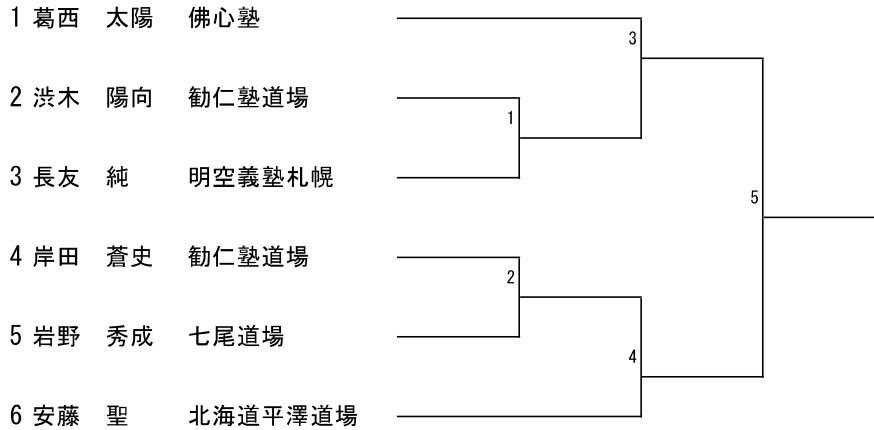 1 葛西 太陽 佛心塾
3
2 渋木 陽向 勧仁塾道場
1
3 長友 純 明空義塾札幌
5
4 岸田 蒼史 勧仁塾道場
2
5 岩野 秀成 七尾道場
4
6 安藤 聖 北海道平澤道場